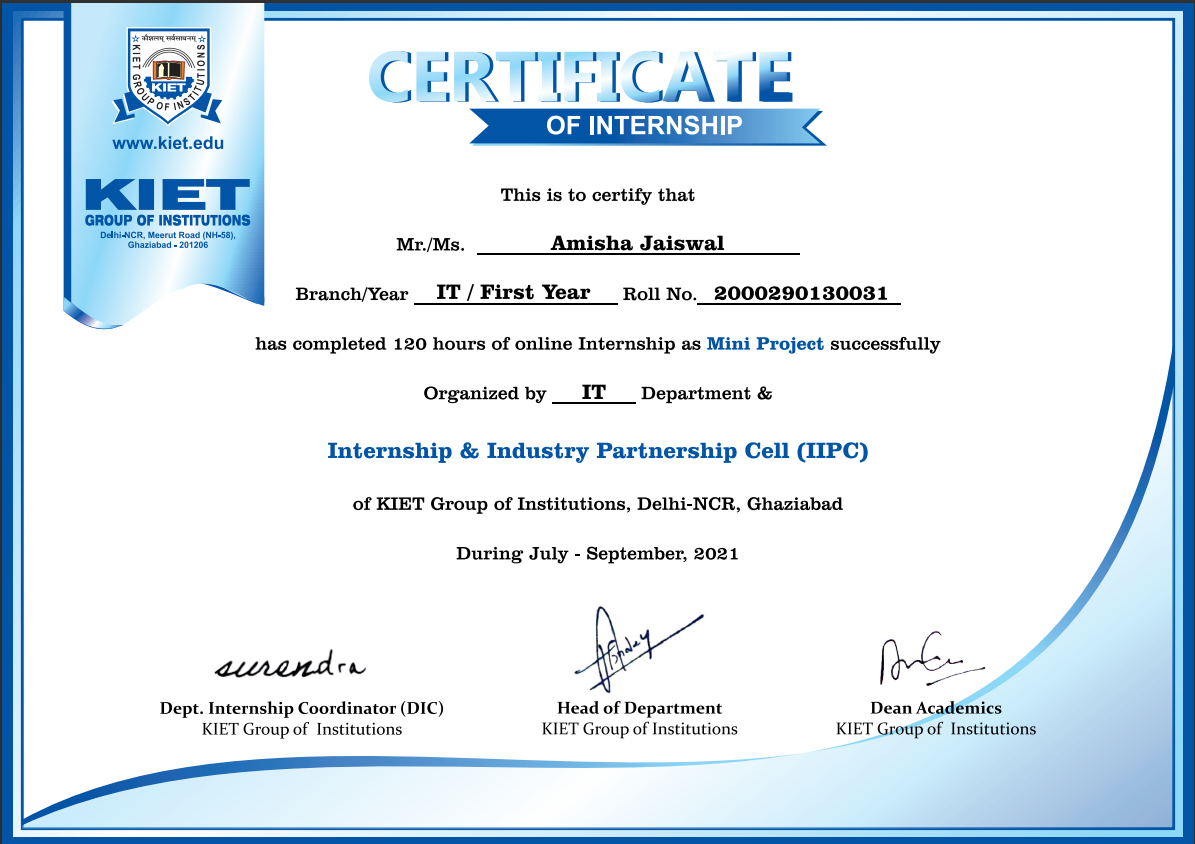 कौशलम् सर्वसाधनम्
KIET GROUP OF INSTITUTIONS
KIET
www.kiet.edu
KIET
GROUP OF INSTITUTIONS
Delhi-NCR, Meerut Road (NH-58),
Ghaziabad - 201206
CERTIFICATE
OF INTERNSHIP
This is to certify that
Mr./Ms. Amisha Jaiswal
Branch/Year IT / First Year Roll No. 2000290130031
has completed 120 hours of online Internship as Mini Project successfully
Organized by IT Department &
Internship & Industry Partnership Cell (IIPC)
of KIET Group of Institutions, Delhi-NCR, Ghaziabad
During July - September, 2021
surendra
Dept. Internship Coordinator (DIC)
KIET Group of Institutions
Head of Department
KIET Group of Institutions
Dean Academics
KIET Group of Institutions